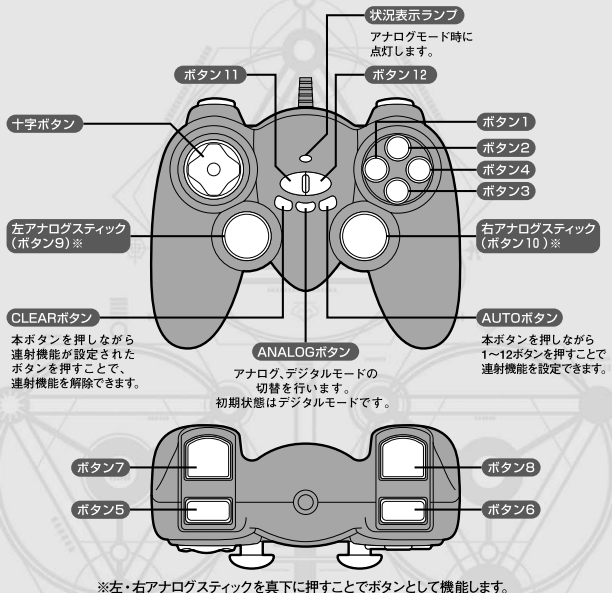 状況表示ランプ
アナログモード時に
点灯します。
ボタン11
ボタン12
十字ボタン
ボタン1
ボタン2
ボタン4
ボタン3
左アナログスティック
(ボタン9)※
右アナログスティック
(ボタン10)※
CLEARボタン
本ボタンを押しながら
連射機能が設定された
ボタンを押すことで、
連射機能を解除できます。
ANALOGボタン
アナログ、デジタルモードの
切替を行います。
初期状態はデジタルモードです。
AUTOボタン
本ボタンを押しながら
1〜12ボタンを押すことで
連射機能を設定できます。
ボタン7
ボタン8
ボタン5
ボタン6
※左・右アナログスティックを真下に押すことでボタンとして機能します。